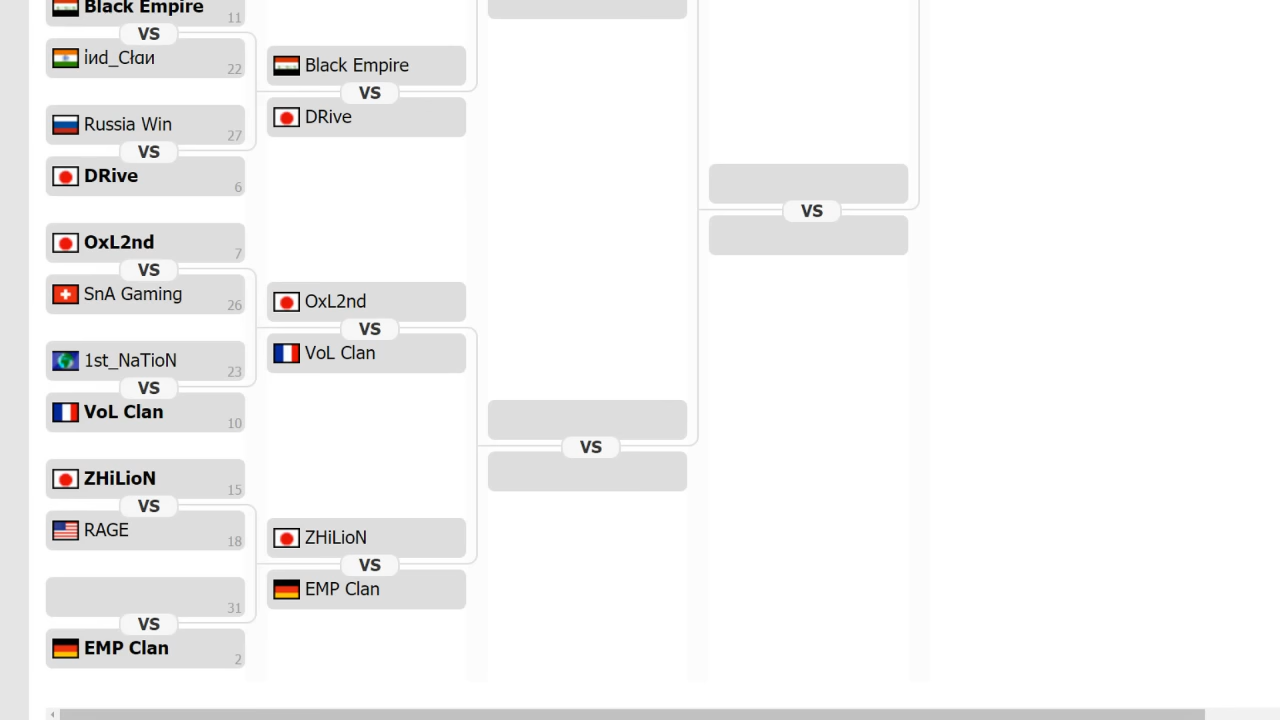 Black Empire
11
VS
iиd_Cłαи
22
Russia Win
27
VS
DRive
6
OxL2nd
7
VS
SnA Gaming
26
1st_NaTioN
23
VS
VoL Clan
10
ZHiLioN
15
VS
RAGE
18
31
VS
EMP Clan
2
Black Empire
VS
DRive
OxL2nd
VS
VoL Clan
ZHiLioN
VS
EMP Clan
VS
VS